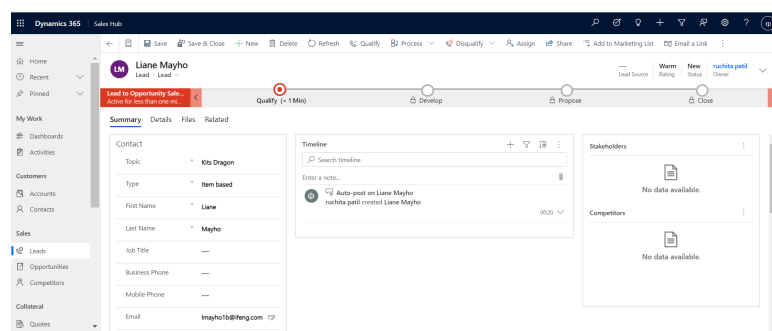 Dynamics 365 Sales Hub rp
Save Save & Close New Delete Refresh Qualify Process Disqualify Assign Share Add to Marketing List Email a Link
Home
Recent
Pinned
My Work
Dashboards
Activities
Customers
Accounts
Contacts
Sales
Leads
Opportunities
Competitors
Collateral
Quotes
LM
Liane Mayho
Lead · Lead
---
Lead Source
Warm
Rating
New
Status
ruchita patil
Owner
Lead to Opportunity Sale...
Active for less than one mi...
Qualify (< 1 Min)
Develop
Propose
Close
Summary Details Files Related
Contact
Topic * Kits Dragon
Type * Item based
First Name * Liane
Last Name * Mayho
Job Title ---
Business Phone ---
Mobile Phone ---
Email lmayho1b@ifeng.com
Timeline
Search timeline
Enter a note...
Auto-post on Liane Mayho
ruchita patil created Liane Mayho
00:20
Stakeholders
No data available.
Competitors
No data available.